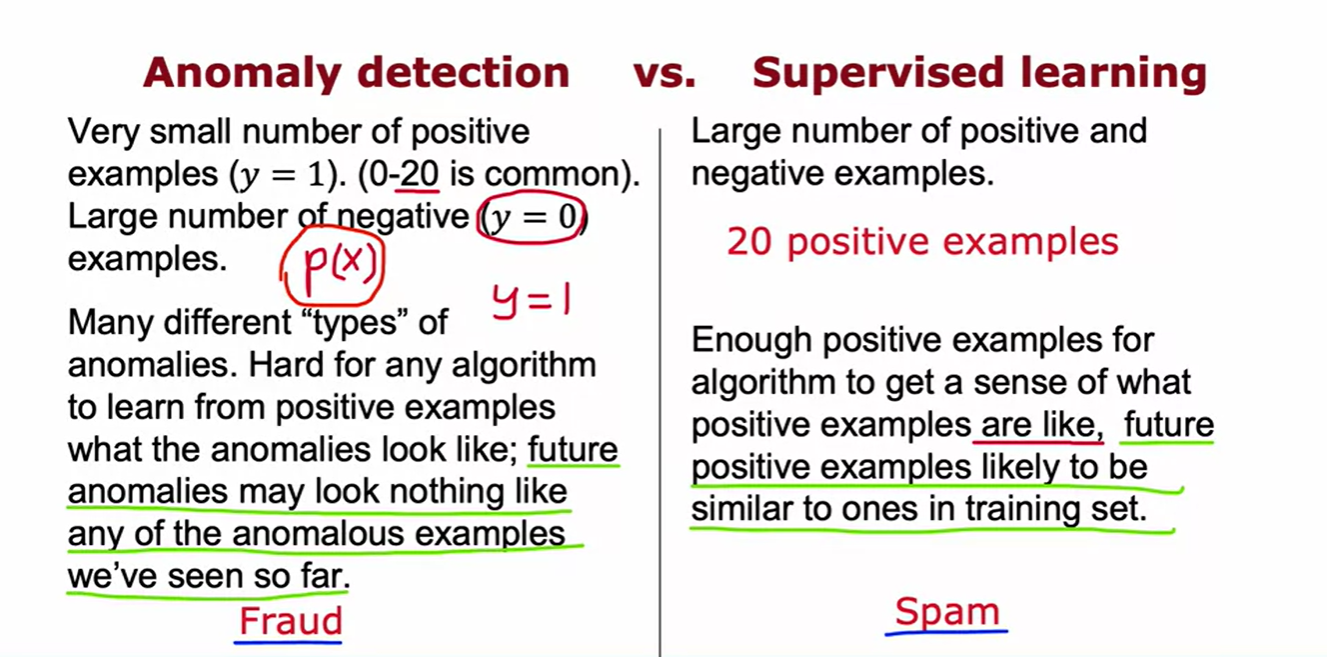 Anomaly detection vs. Supervised learning
Very small number of positive
examples (y = 1). (0-20 is common).
Large number of negative (y = 0)
examples.
p(x)
y=1
Many different “types” of
anomalies. Hard for any algorithm
to learn from positive examples
what the anomalies look like; future
anomalies may look nothing like
any of the anomalous examples
we’ve seen so far.
Fraud
Large number of positive and
negative examples.
20 positive examples
Enough positive examples for
algorithm to get a sense of what
positive examples are like, future
positive examples likely to be
similar to ones in training set.
Spam